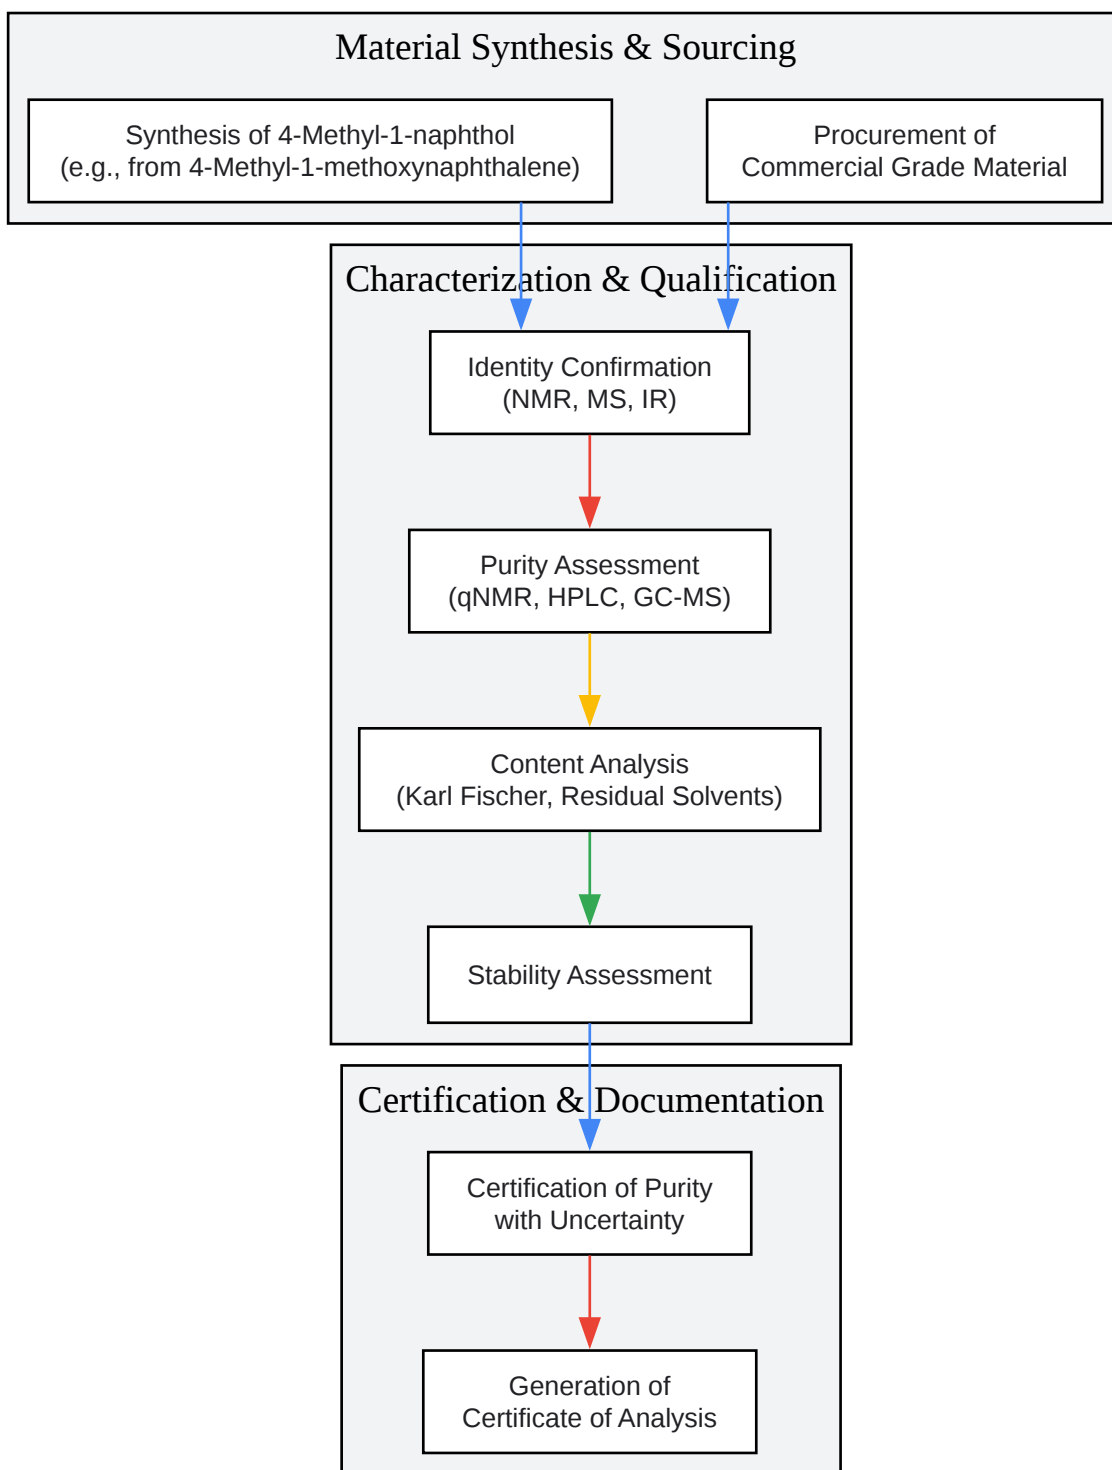 Material Synthesis & Sourcing
Synthesis of 4-Methyl-1-naphthol
(e.g., from 4-Methyl-1-methoxynaphthalene)
Procurement of
Commercial Grade Material
Characterization & Qualification
Identity Confirmation
(NMR, MS, IR)
Purity Assessment
(qNMR, HPLC, GC-MS)
Content Analysis
(Karl Fischer, Residual Solvents)
Stability Assessment
Certification & Documentation
Certification of Purity
with Uncertainty
Generation of
Certificate of Analysis